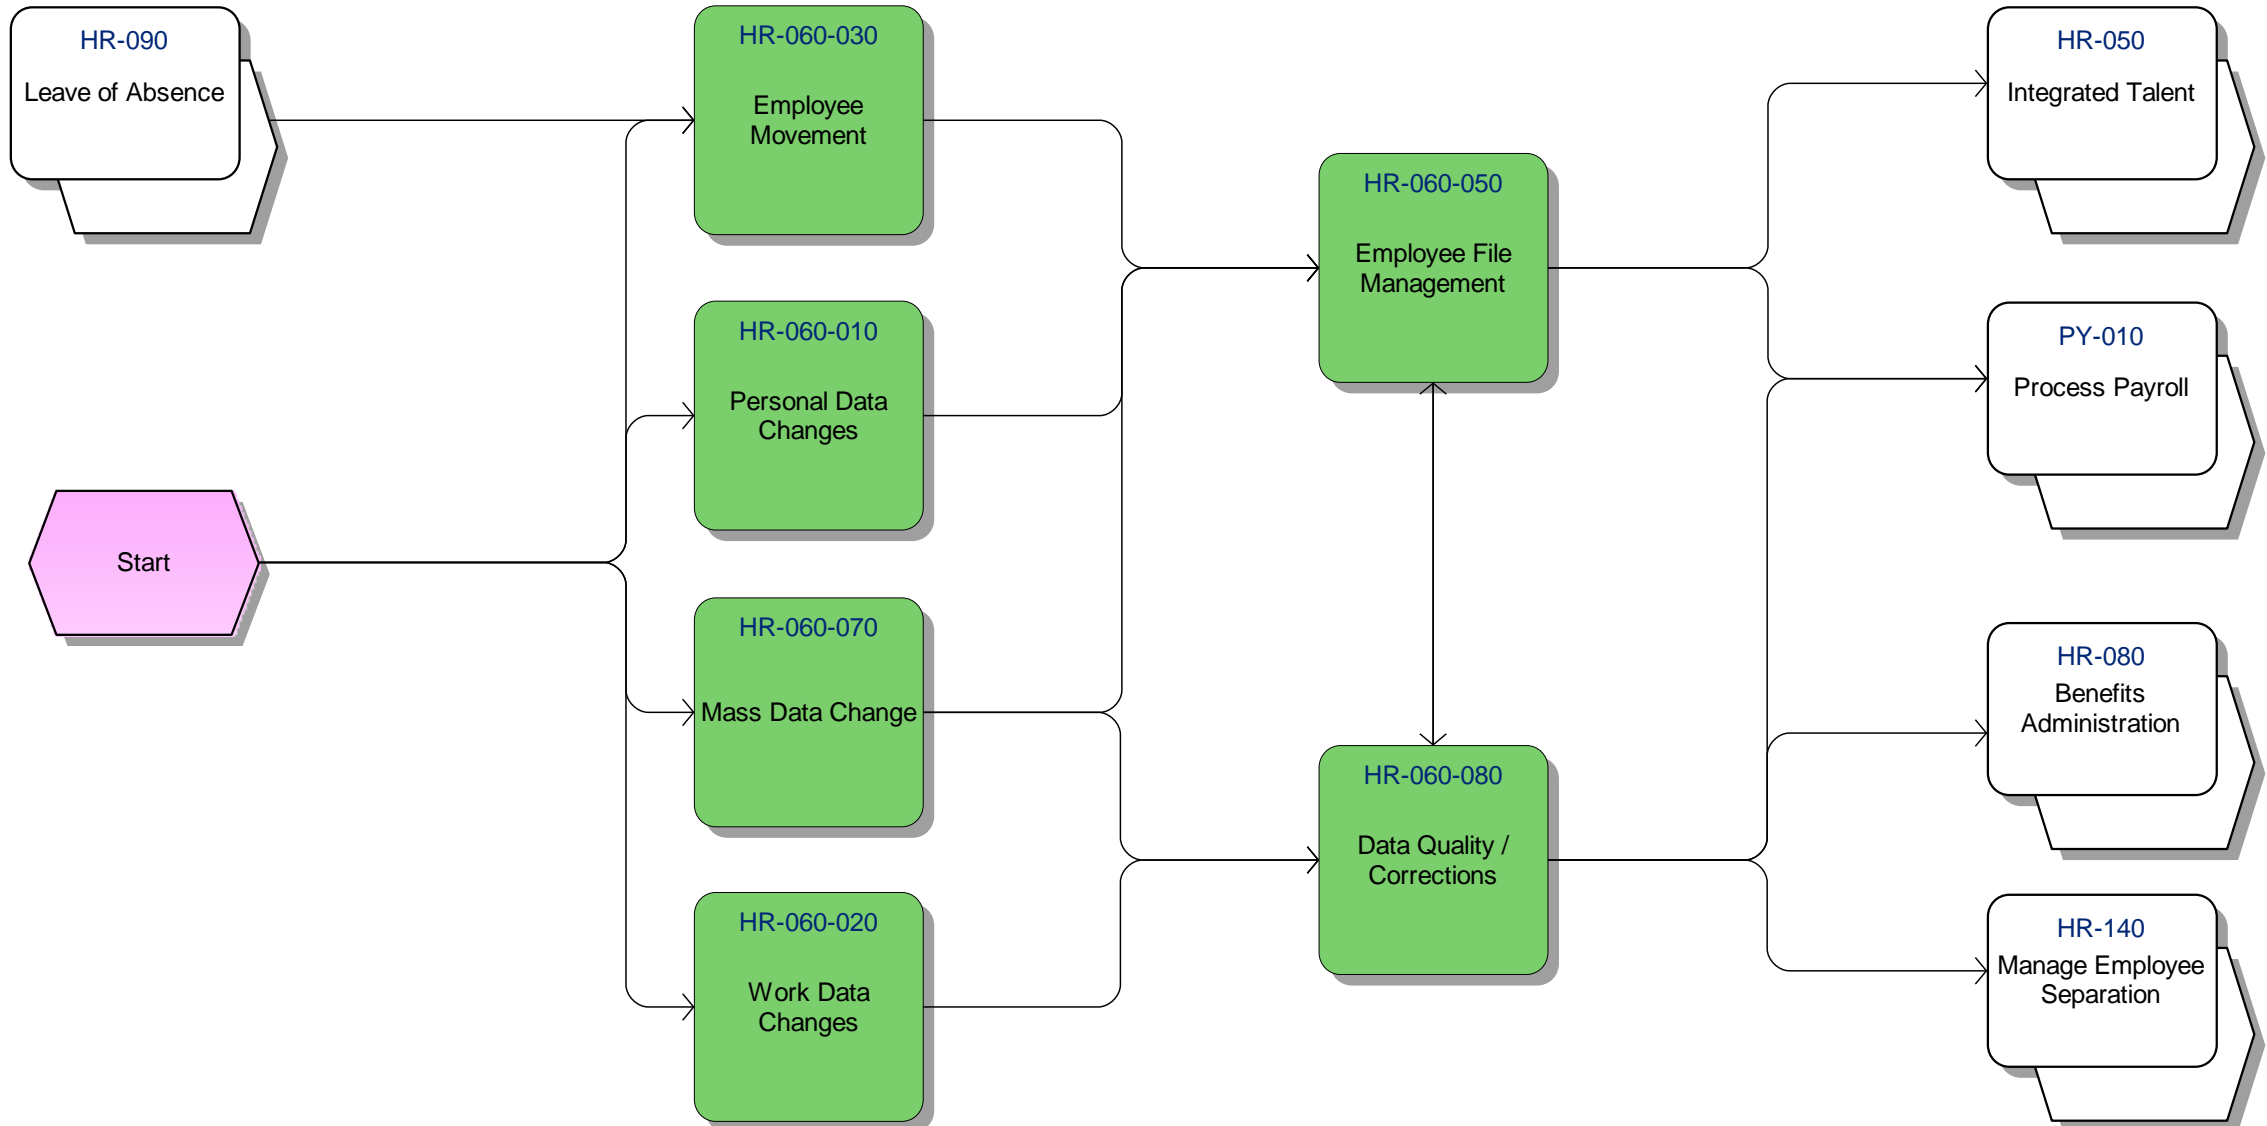 HR-090
Leave of Absence
Start
HR-060-030
Employee
Movement
HR-060-010
Personal Data
Changes
HR-060-070
Mass Data Change
HR-060-020
Work Data
Changes
HR-060-050
Employee File
Management
HR-060-080
Data Quality /
Corrections
HR-050
Integrated Talent
PY-010
Process Payroll
HR-080
Benefits
Administration
HR-140
Manage Employee
Separation